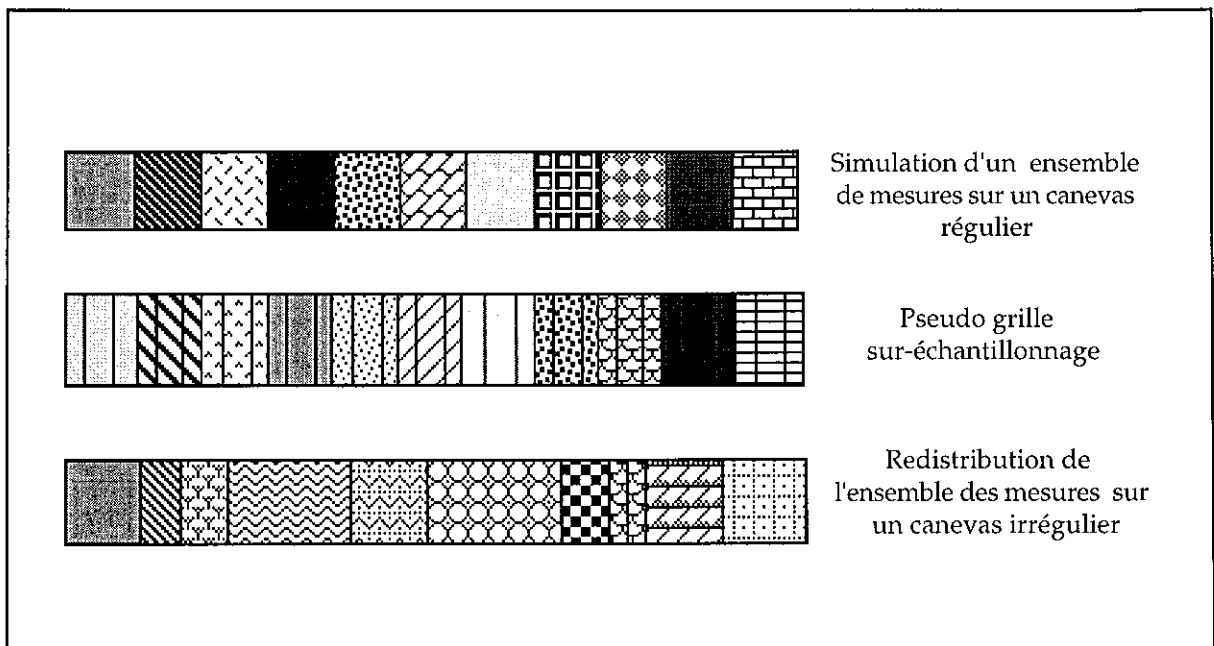 Simulation d'un ensemble
de mesures sur un canevas
régulier
Pseudo grille
sur-échantillonnage
Redistribution de
l'ensemble des mesures sur
un canevas irrégulier